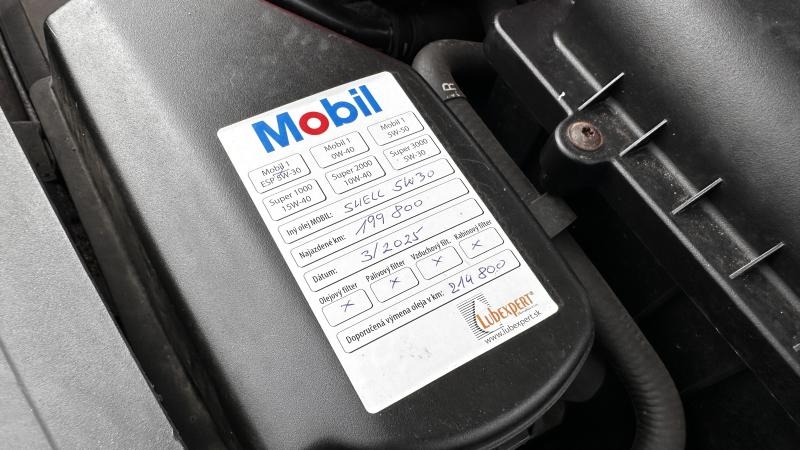 Mobil
Mobil 1 ESP 5W-30
Mobil 1 0W-40
Mobil 1 5W-50
Super 1000 15W-40
Super 2000 10W-40
Super 3000 5W-30
Iný olej MOBIL: SHELL 5W30
Najazdené km: 199 800
Dátum: 3/2025
Olejový filter Palivový filter Vzduchový filt. Kabínový filter
x x x x
Doporučená výmena oleja v km: 214 800
LUBEXPERT®
www.lubexpert.sk